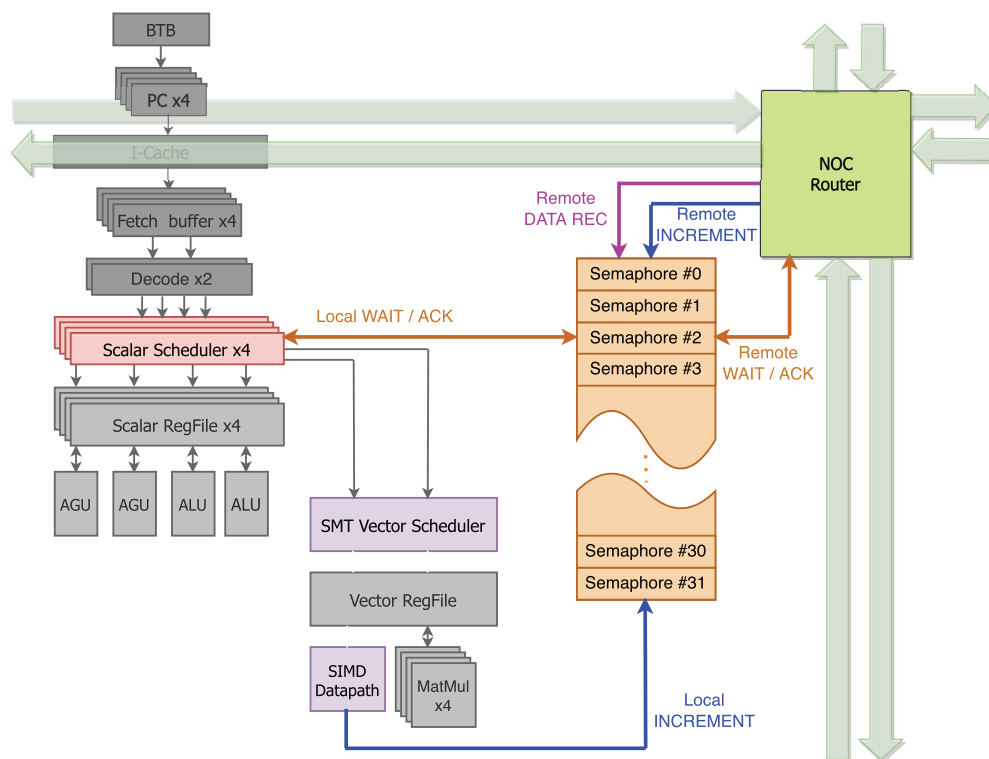 BTB
PC x4
I-Cache
NOC
Router
Remote
DATA REC
Remote
INCREMENT
Fetch buffer x4
Decode x2
Semaphore #0
Semaphore #1
Local WAIT / ACK
Scalar Scheduler x4
Semaphore #2
Remote
WAIT / ACK
Semaphore #3
Scalar RegFile x4
AGU
AGU
ALU
ALU
SMT Vector Scheduler
Semaphore #30
Semaphore #31
Vector RegFile
SIMD
Datapath
MatMul
x4
Local
INCREMENT